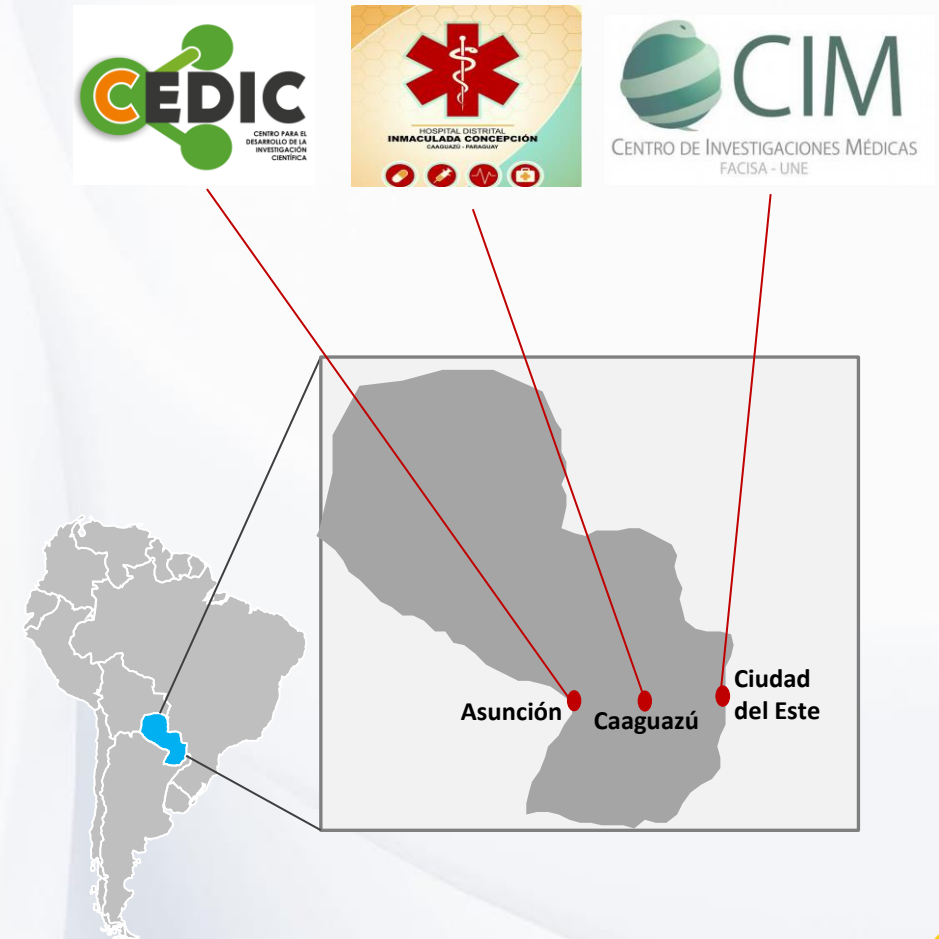 CEDIC
CENTRO PARA EL
DESARROLLO DE LA
INVESTIGACIÓN
CIENTÍFICA
HOSPITAL DISTRITAL
INMACULADA CONCEPCIÓN
CAAGUAZÚ - PARAGUAY
CIM
CENTRO DE INVESTIGACIONES MÉDICAS
FACISA - UNE
Asunción
Caaguazú
Ciudad
del Este